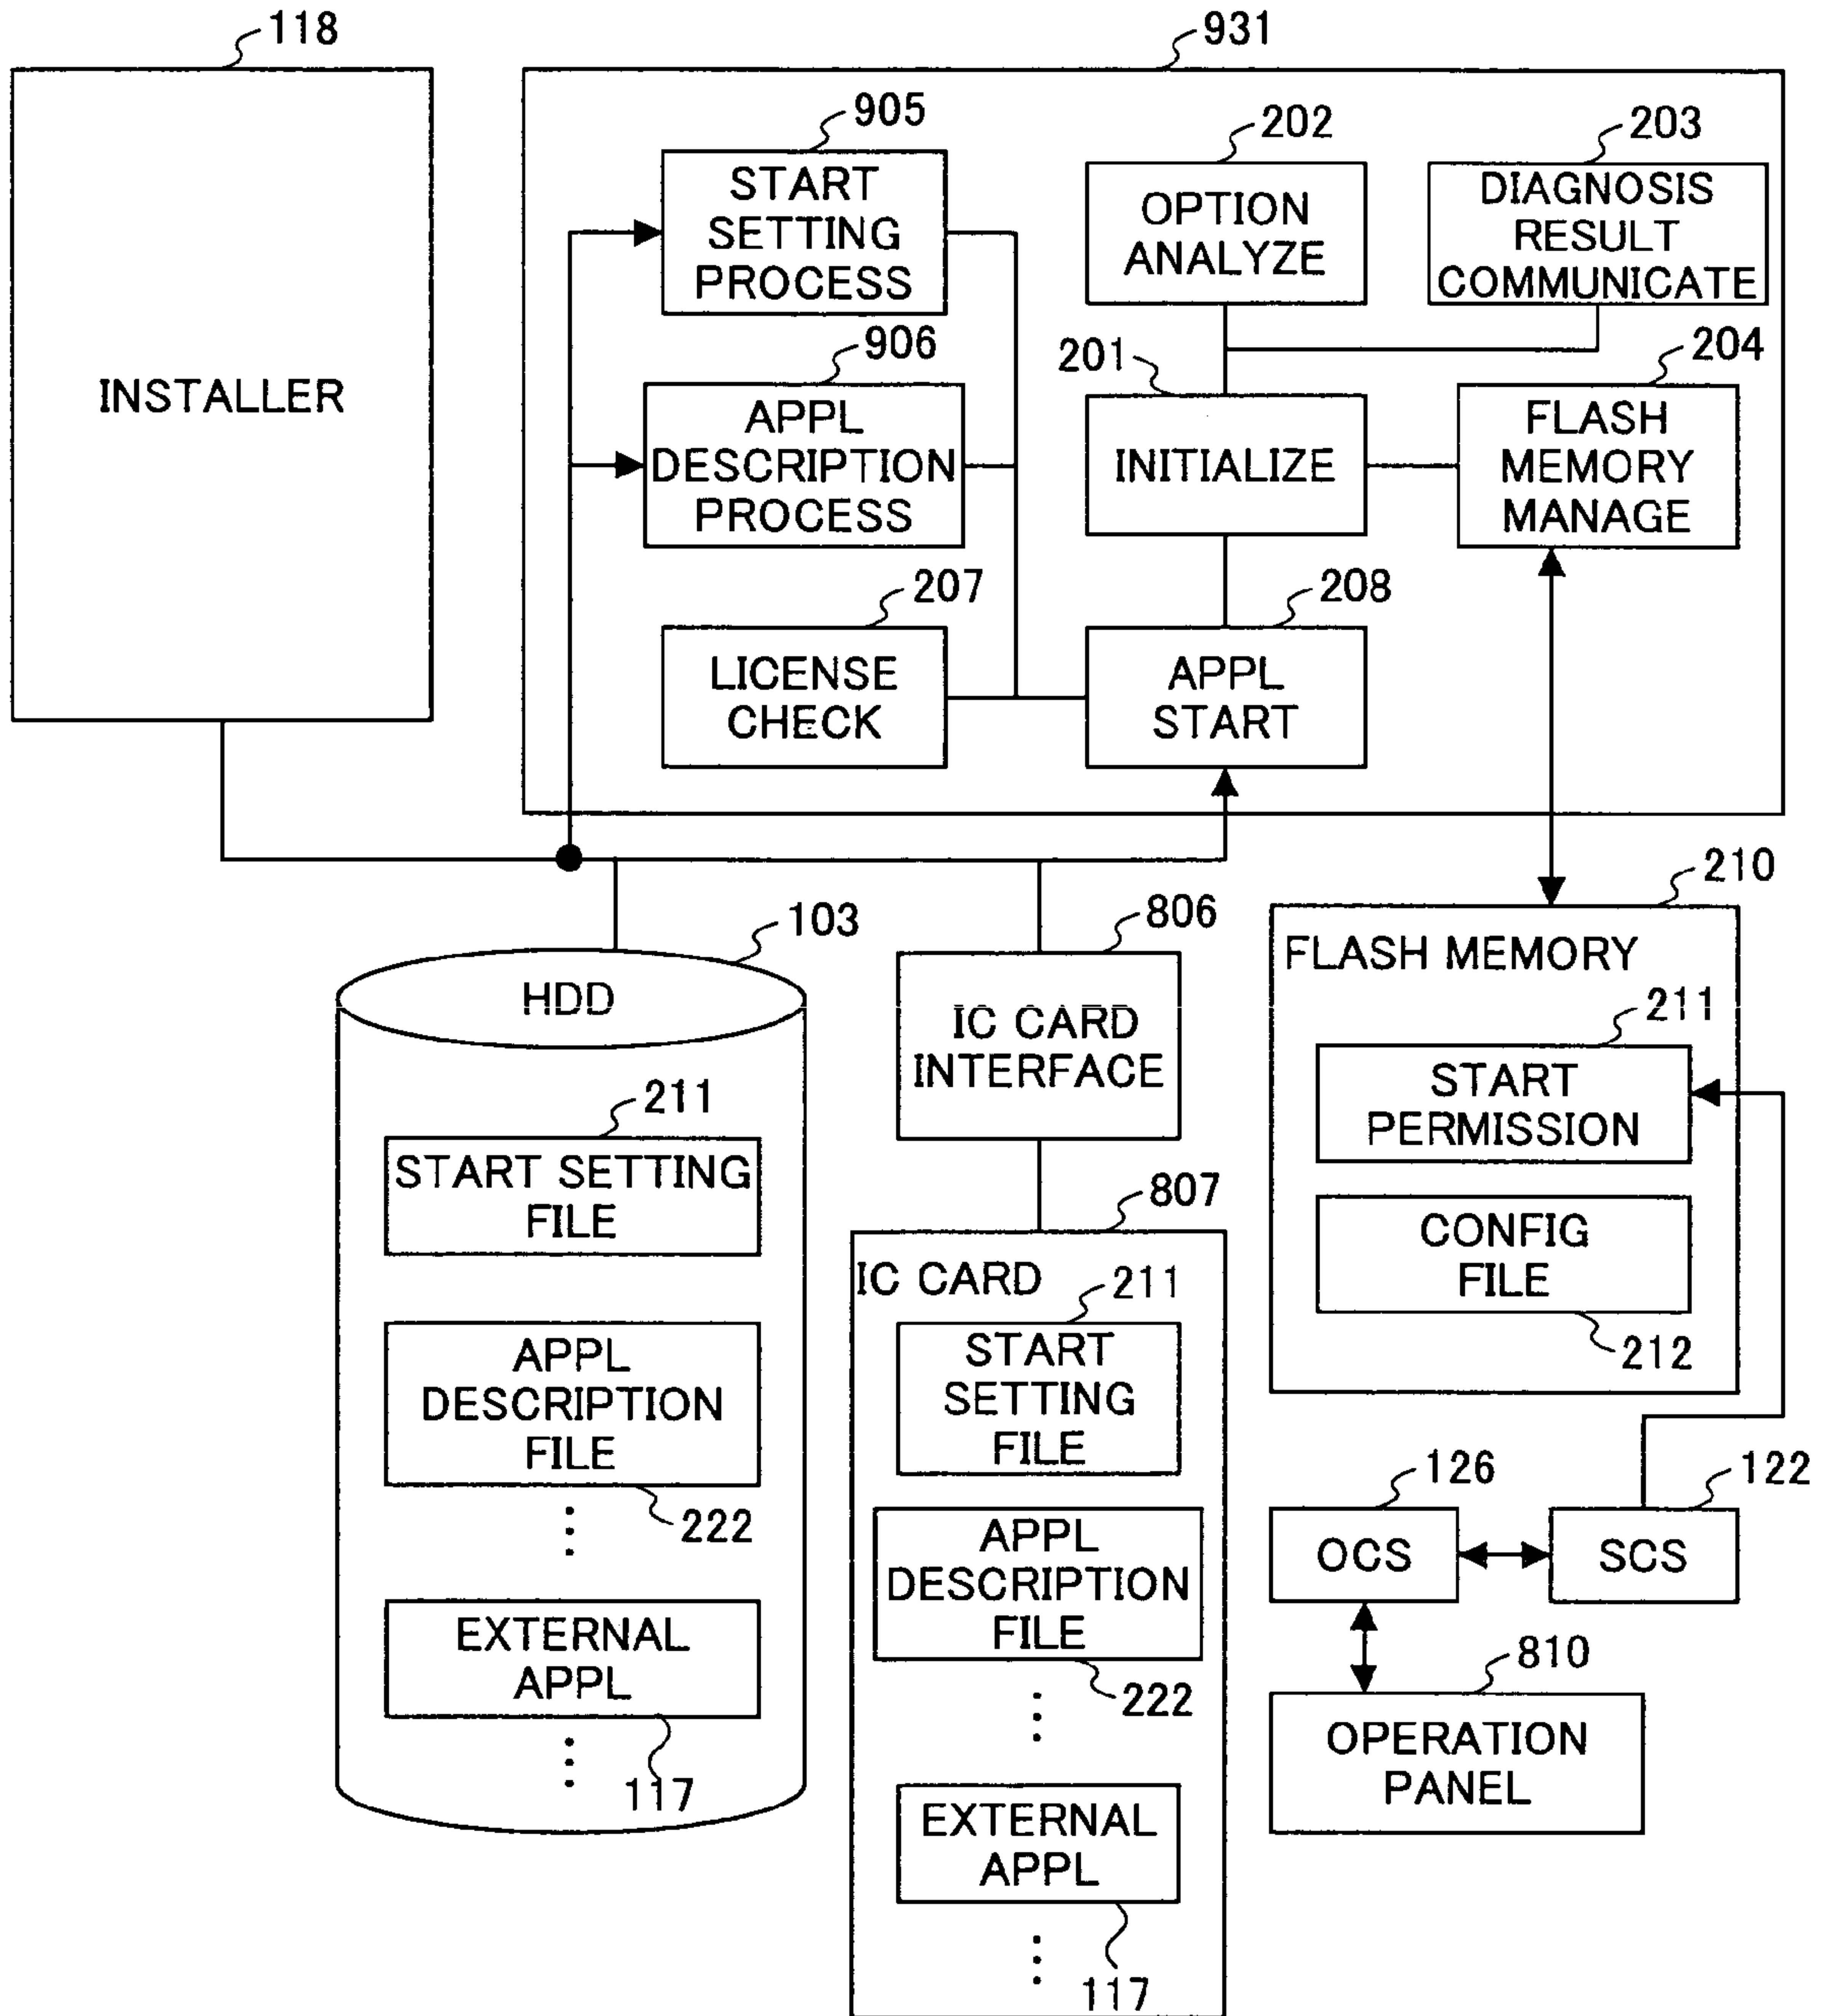 118
931
INSTALLER
905
START
SETTING
PROCESS
202
OPTION
ANALYZE
203
DIAGNOSIS
RESULT
COMMUNICATE
906
APPL
DESCRIPTION
PROCESS
201
INITIALIZE
204
FLASH
MEMORY
MANAGE
207
LICENSE
CHECK
208
APPL
START
103
HDD
211
START SETTING
FILE
APPL
DESCRIPTION
FILE
222
EXTERNAL
APPL
117
806
IC CARD
INTERFACE
807
IC CARD
211
START
SETTING
FILE
APPL
DESCRIPTION
FILE
222
EXTERNAL
APPL
117
210
FLASH MEMORY
211
START
PERMISSION
CONFIG
FILE
212
126
OCS
122
SCS
810
OPERATION
PANEL